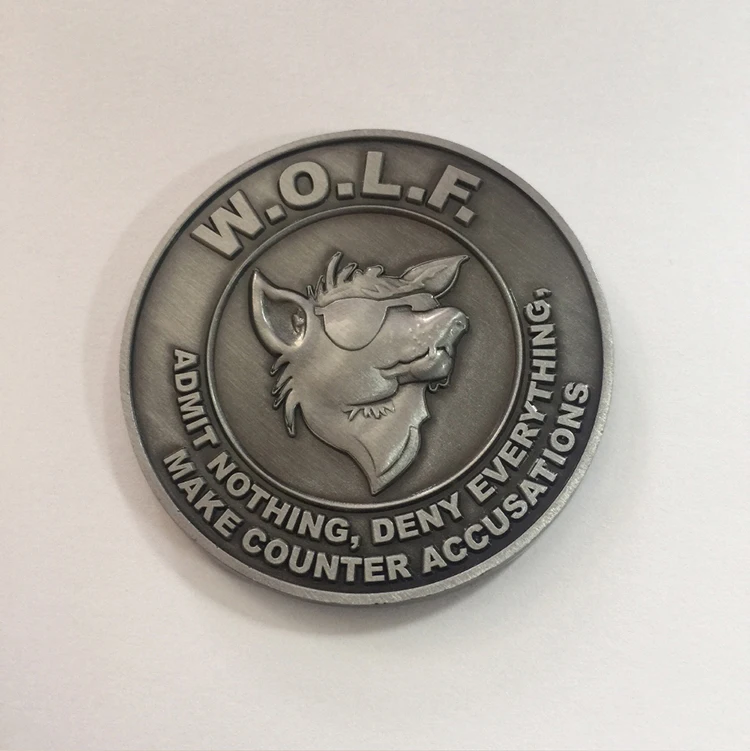 W.O.L.F.
ADMIT NOTHING, DENY EVERYTHING,
MAKE COUNTER ACCUSATIONS